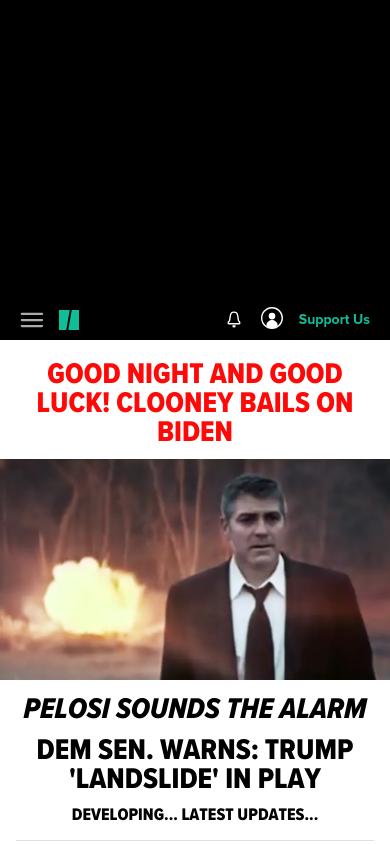 Support Us
GOOD NIGHT AND GOOD
LUCK! CLOONEY BAILS ON
BIDEN
PELOSI SOUNDS THE ALARM
DEM SEN. WARNS: TRUMP
'LANDSLIDE' IN PLAY
DEVELOPING... LATEST UPDATES...